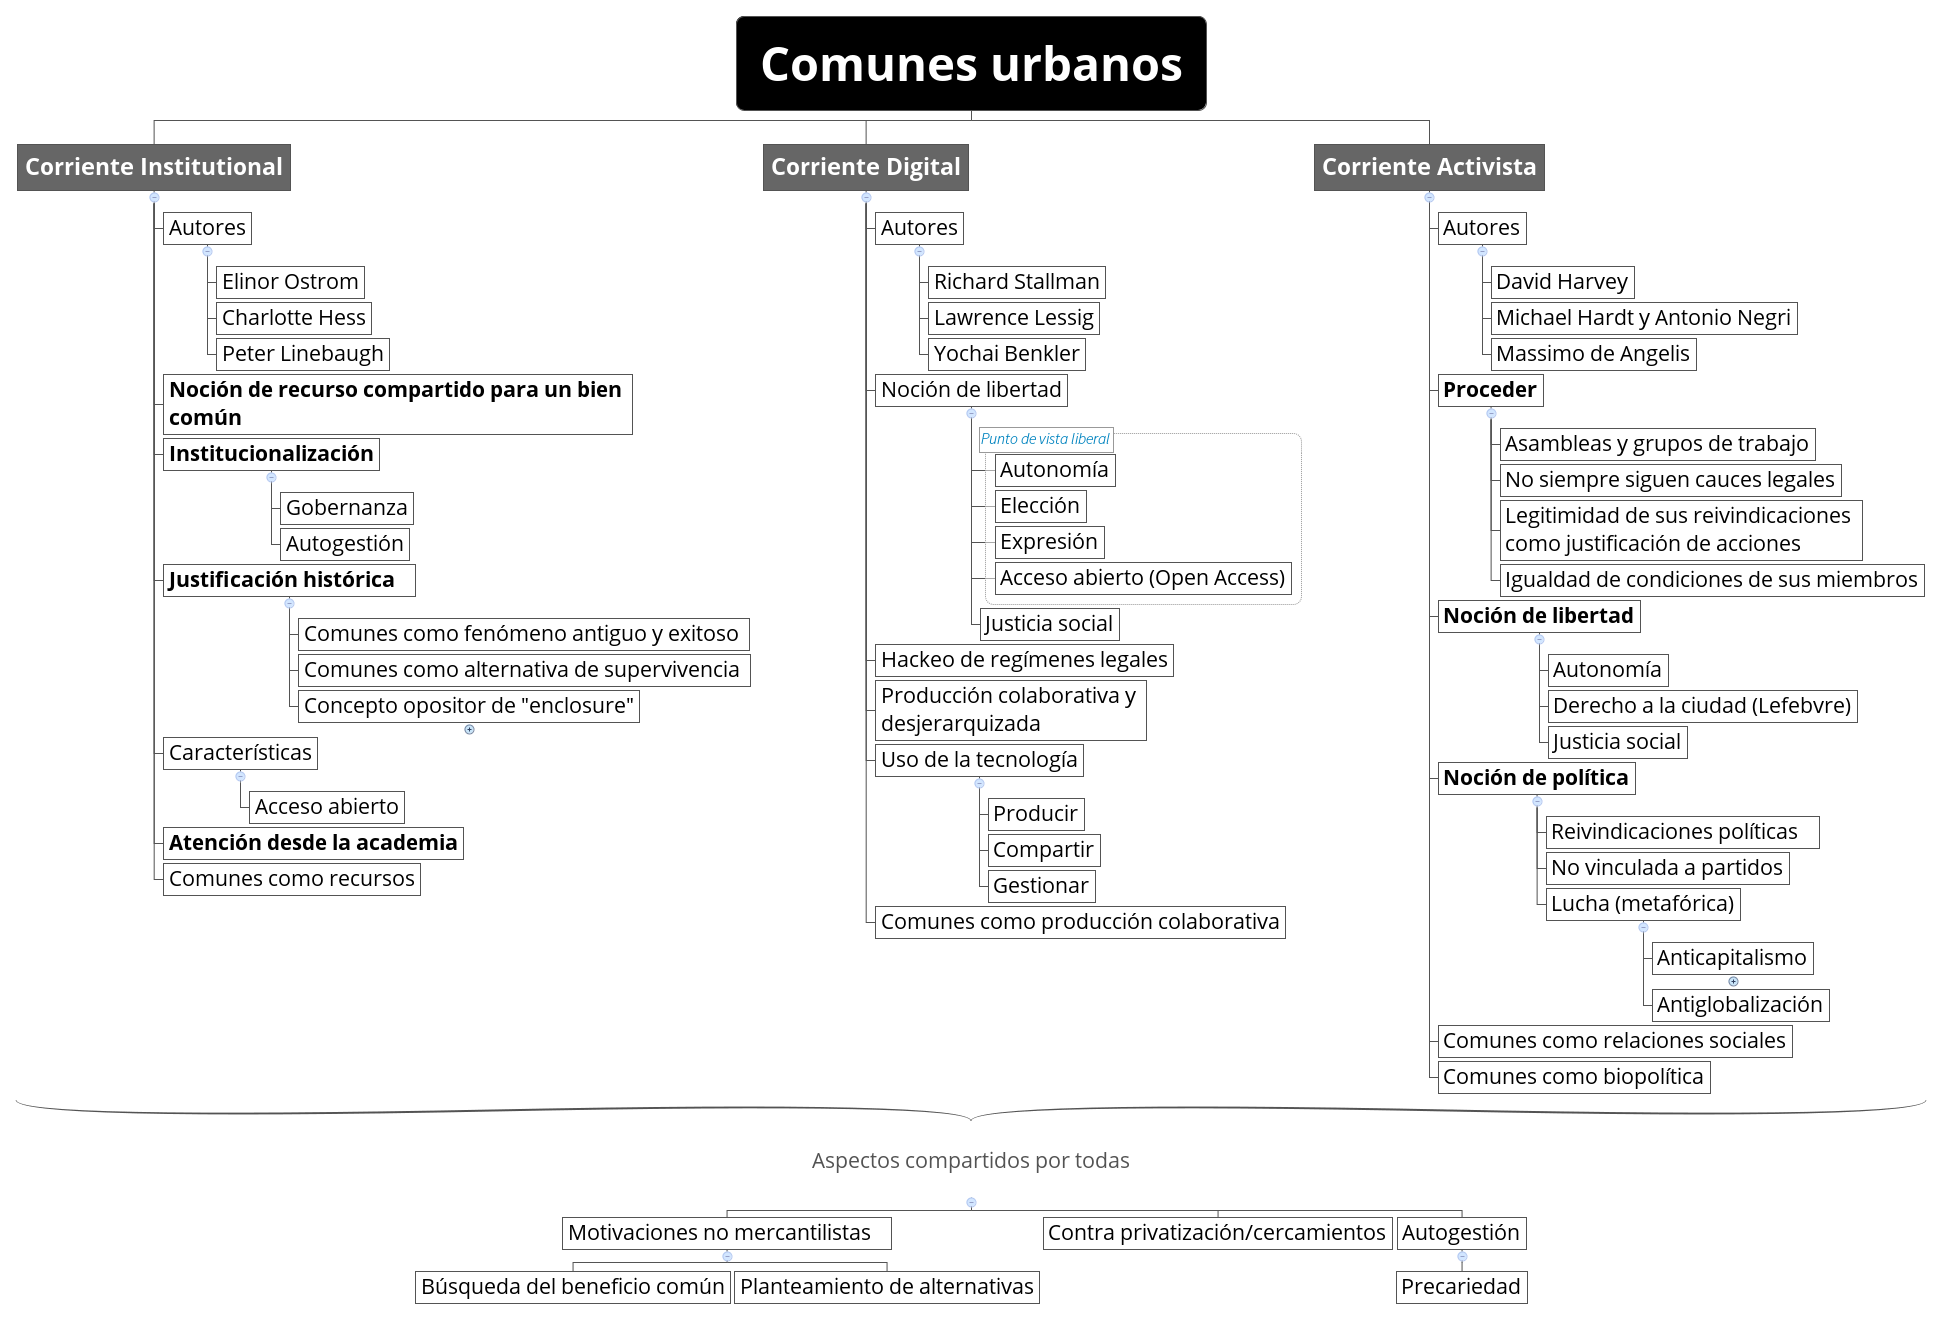 Comunes urbanos
Corriente Institutional
Autores
Elinor Ostrom
Charlotte Hess
Peter Linebaugh
Noción de recurso compartido para un bien
común
Institucionalización
Gobernanza
Autogestión
Justificación histórica
Comunes como fenómeno antiguo y exitoso
Comunes como alternativa de supervivencia
Concepto opositor de "enclosure"
Características
Acceso abierto
Atención desde la academia
Comunes como recursos
Corriente Digital
Autores
Richard Stallman
Lawrence Lessig
Yochai Benkler
Noción de libertad
Punto de vista liberal
Autonomía
Elección
Expresión
Acceso abierto (Open Access)
Justicia social
Hackeo de regímenes legales
Producción colaborativa y
desjerarquizada
Uso de la tecnología
Producir
Compartir
Gestionar
Comunes como producción colaborativa
Corriente Activista
Autores
David Harvey
Michael Hardt y Antonio Negri
Massimo de Angelis
Proceder
Asambleas y grupos de trabajo
No siempre siguen cauces legales
Legitimidad de sus reivindicaciones
como justificación de acciones
Igualdad de condiciones de sus miembros
Noción de libertad
Autonomía
Derecho a la ciudad (Lefebvre)
Justicia social
Noción de política
Reivindicaciones políticas
No vinculada a partidos
Lucha (metafórica)
Anticapitalismo
Antiglobalización
Comunes como relaciones sociales
Comunes como biopolítica
Aspectos compartidos por todas
Motivaciones no mercantilistas
Contra privatización/cercamientos
Autogestión
Búsqueda del beneficio común
Planteamiento de alternativas
Precariedad